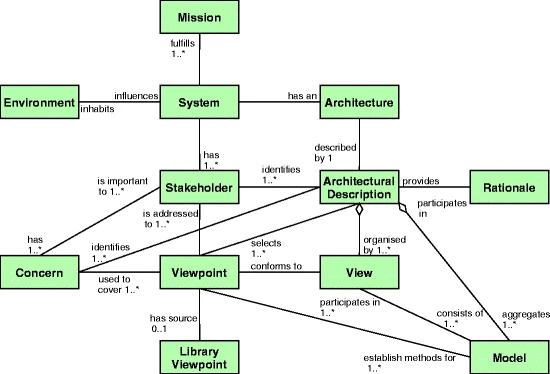 Mission
fulfills
1..*
Environment
influences
inhabits
System
has an
Architecture
has
1..*
described
by 1
is important
to 1..*
Stakeholder
identifies
1..*
Architectural
Description
provides
Rationale
is addressed
to 1..*
participates
in
has
1..*
identifies
1..*
selects
1..*
organised
by 1..*
Concern
used to
cover 1..*
Viewpoint
conforms to
View
has source
0..1
participates in
1..*
consists of
1..*
aggregates
1..*
Library
Viewpoint
establish methods for
1..*
Model